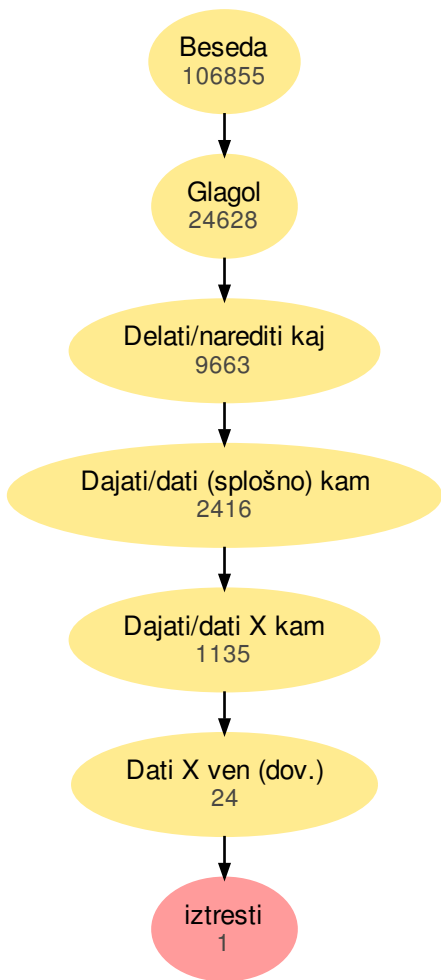 Beseda
106855
Glagol
24628
Delati/narediti kaj
9663
Dajati/dati (splošno) kam
2416
Dajati/dati X kam
1135
Dati X ven (dov.)
24
iztresti
1